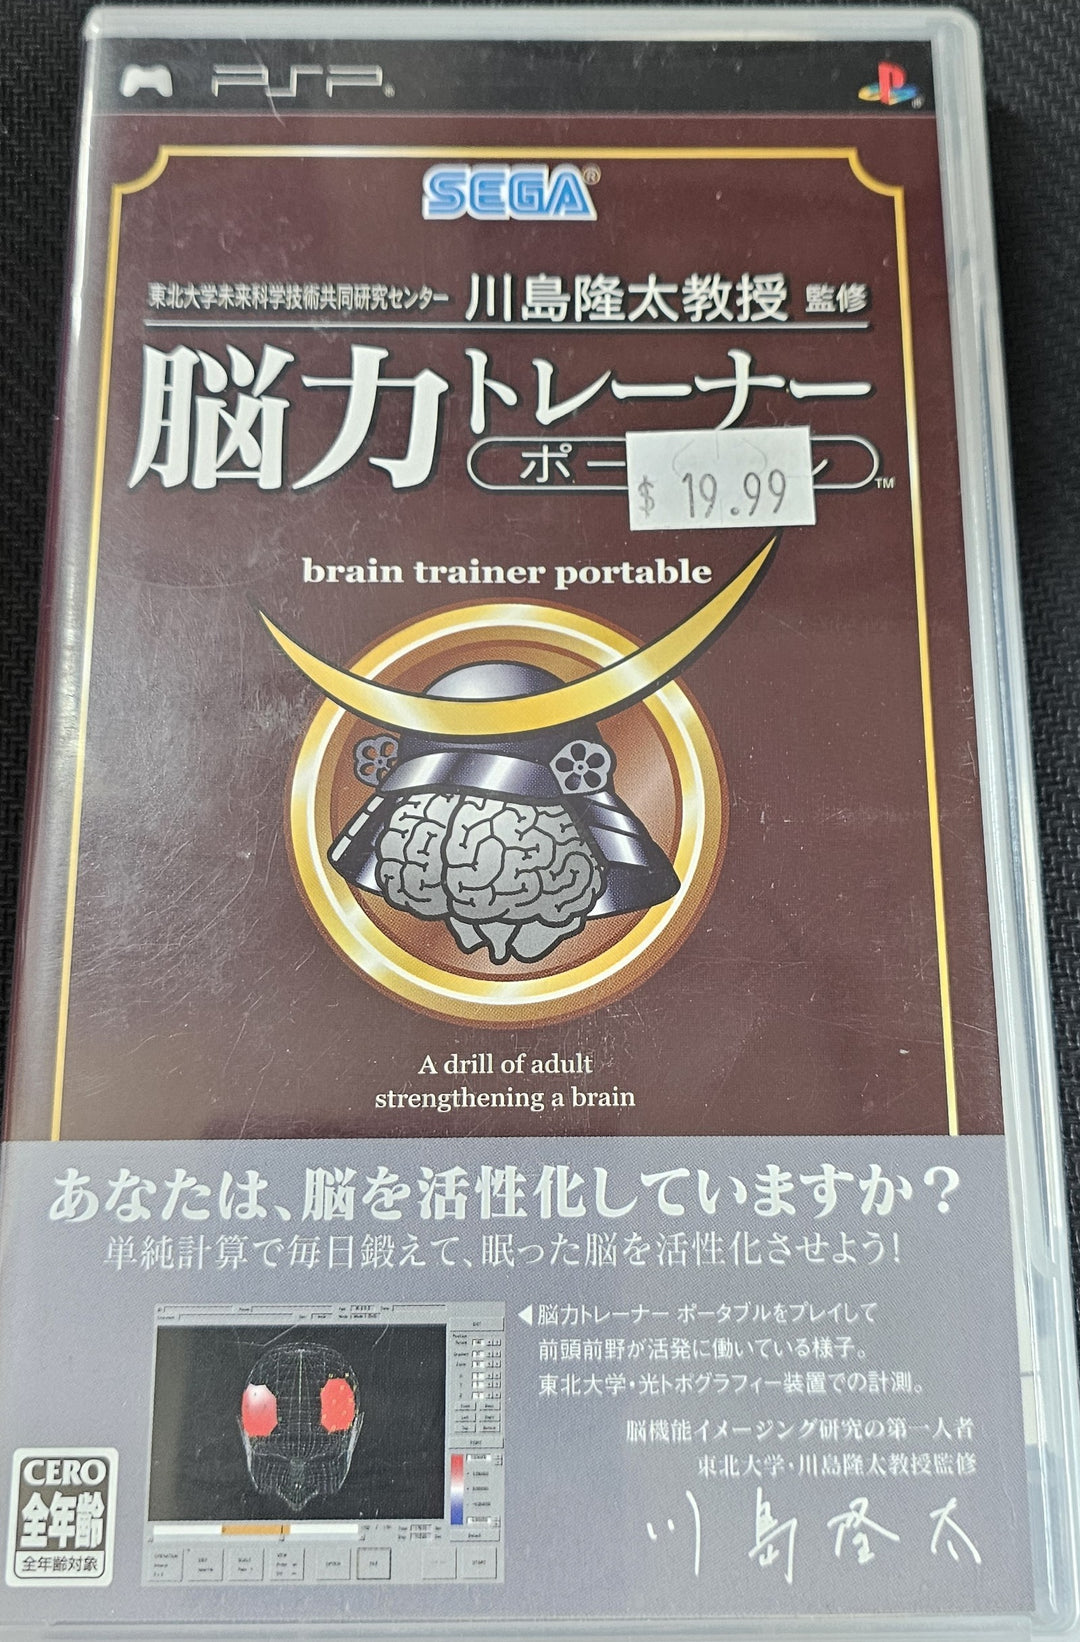 PSP®
SEGA®
東北大学未来科学技術共同研究センター 川島隆太教授 監修
脳力トレーナー
ポー ル™
$ 19.99
brain trainer portable
A drill of adult
strengthening a brain
あなたは、脳を活性化していますか？
単純計算で毎日鍛えて、眠った脳を活性化させよう！
◀脳力トレーナー ポータブルをプレイして
前頭前野が活発に働いている様子。
東北大学・光トポグラフィー装置での計測。
脳機能イメージング研究の第一人者
東北大学・川島隆太教授監修
川島隆太
CERO
全年齢
全年齢対象